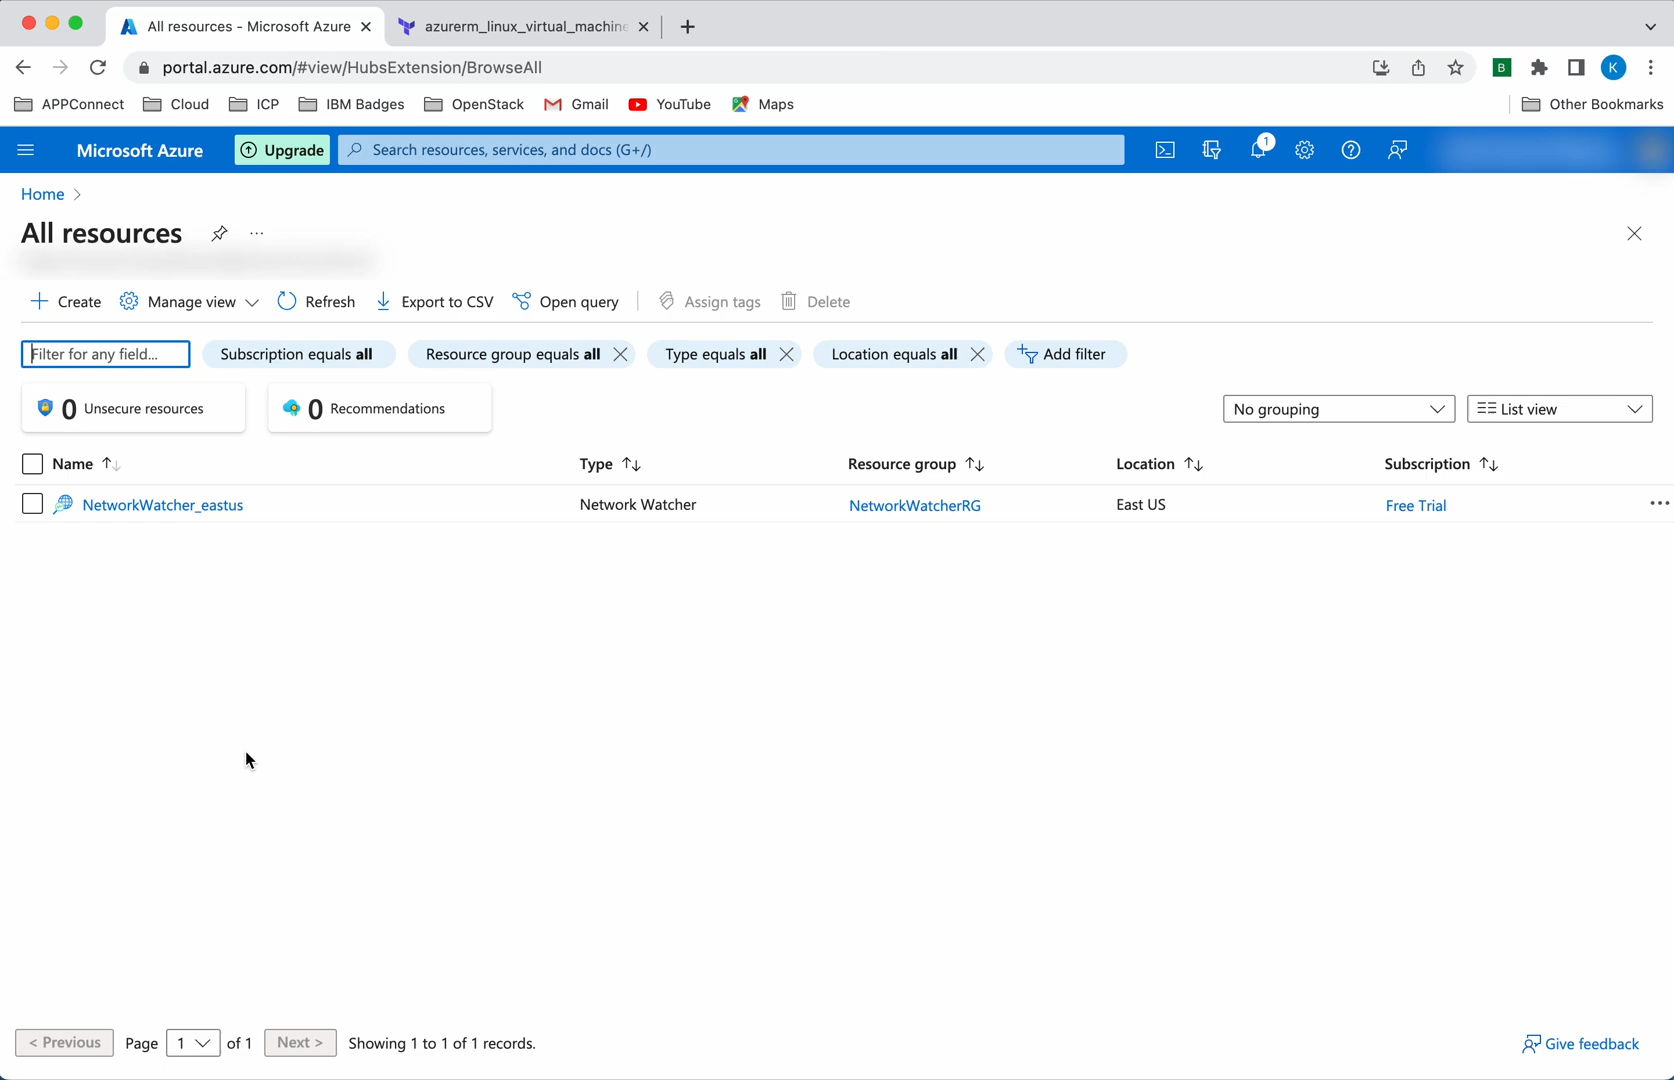 All resources - Microsoft Azure
azurerm_linux_virtual_machine
portal.azure.com/#view/HubsExtension/BrowseAll
B
K
APPConnect Cloud ICP IBM Badges OpenStack Gmail YouTube Maps Other Bookmarks
Microsoft Azure Upgrade Search resources, services, and docs (G+/) 1
Home >
All resources ...
+ Create Manage view Refresh Export to CSV Open query Assign tags Delete
Filter for any field... Subscription equals all Resource group equals all Type equals all Location equals all Add filter
0 Unsecure resources 0 Recommendations No grouping List view
Name Type Resource group Location Subscription
NetworkWatcher_eastus Network Watcher NetworkWatcherRG East US Free Trial ...
< Previous Page 1 of 1 Next > Showing 1 to 1 of 1 records. Give feedback